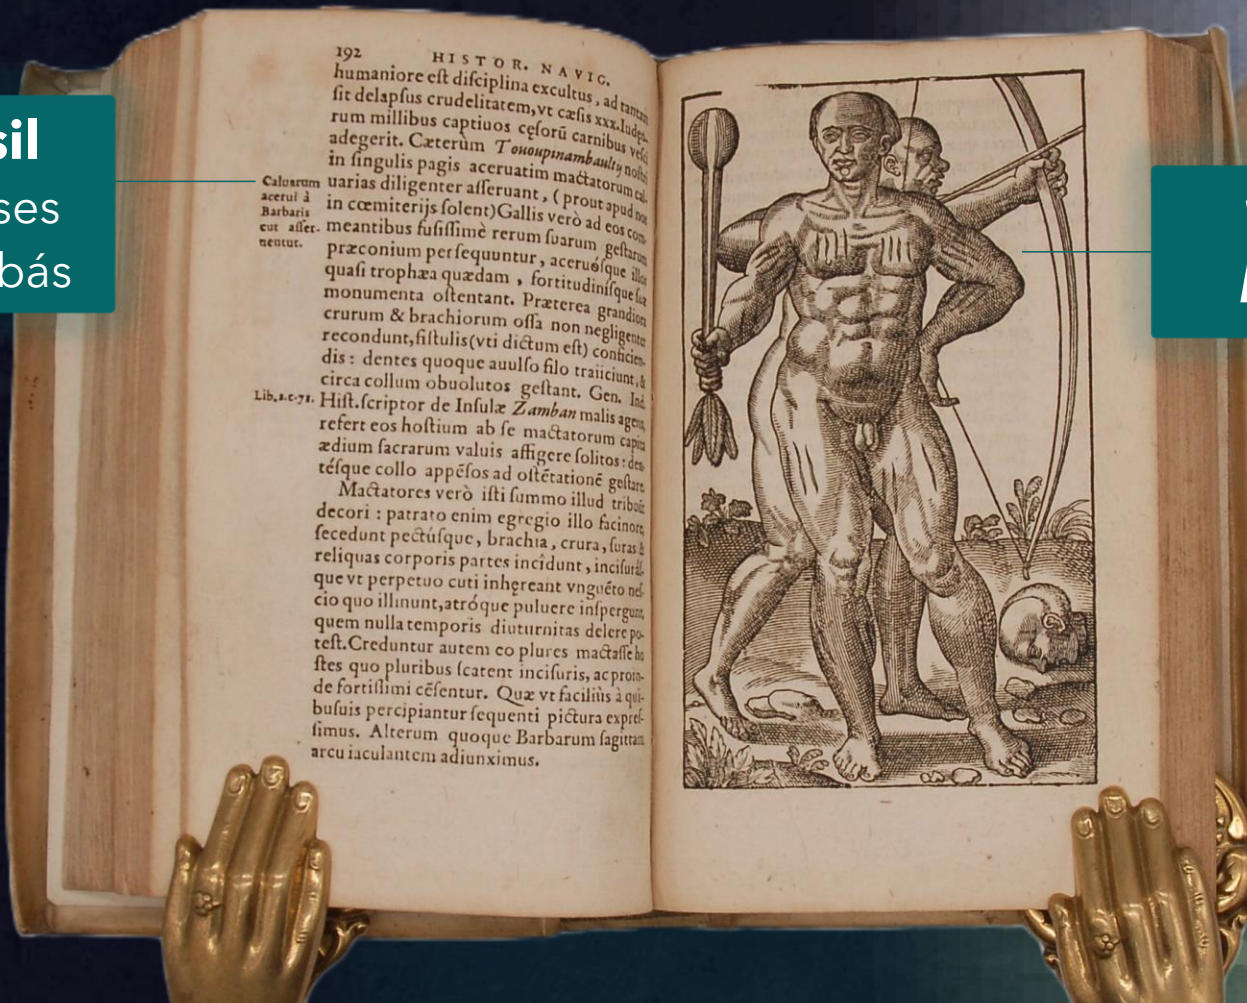 192 HISTOR. NAVIG.
humaniore eſt diſciplina excultus, ad tantam
ſit delapſus crudelitatem, vt cæſis xxx. Iudæo-
rum millibus captiuos cęſorũ carnibus veſci
adegerit. Cæterùm Tououpinambaultij noſtri
in ſingulis pagis aceruatim mactatorum cal-
uarias diligenter aſſeruant, (prout apud nos
in cœmiterijs ſolent) Gallis verò ad eos com-
meantibus fuſiſſimè rerum ſuarum geſtarum
præconium perſequuntur, aceruóſque illos
quaſi trophæa quædam, fortitudiniſque ſuæ
monumenta oſtentant. Præterea grandiora
crurum & brachiorum oſſa non negligenter
recondunt, fiſtulis (vti dictum eſt) conficien-
dis : dentes quoque auulſo filo traiiciunt, &
circa collum obuolutos geſtant. Gen. Ind.
Hiſt. ſcriptor de Inſulæ Zamban malis agens,
refert eos hoſtium ab ſe mactatorum capita
ædium ſacrarum valuis affigere ſolitos : den-
téſque collo appẽſos ad oſtẽtationẽ geſtare.
Mactatores verò iſti ſummo illud tribuũt
decori : patrato enim egregio illo facinore,
ſecedunt pectúſque, brachia, crura, ſuras &
reliquas corporis partes incîdunt, inciſuráſ-
que vt perpetuo cuti inhęreant vnguẽto neſ-
cio quo illinunt, atróque puluere inſpergunt,
quem nulla temporis diuturnitas delere po-
teſt. Creduntur autem eo plures mactaſſe ho
ſtes quo pluribus ſcatent inciſuris, ac proin-
de fortiſſimi cẽſentur. Quæ vt faciliùs à qui-
buſuis percipiantur ſequenti pictura expreſ-
ſimus. Alterum quoque Barbarum ſagittam
arcu iaculantem adiunximus.
Caluarum
acerui à
Barbaris
cur aſſer-
uentur.
Lib.2.c.71.
sil
ses
bás